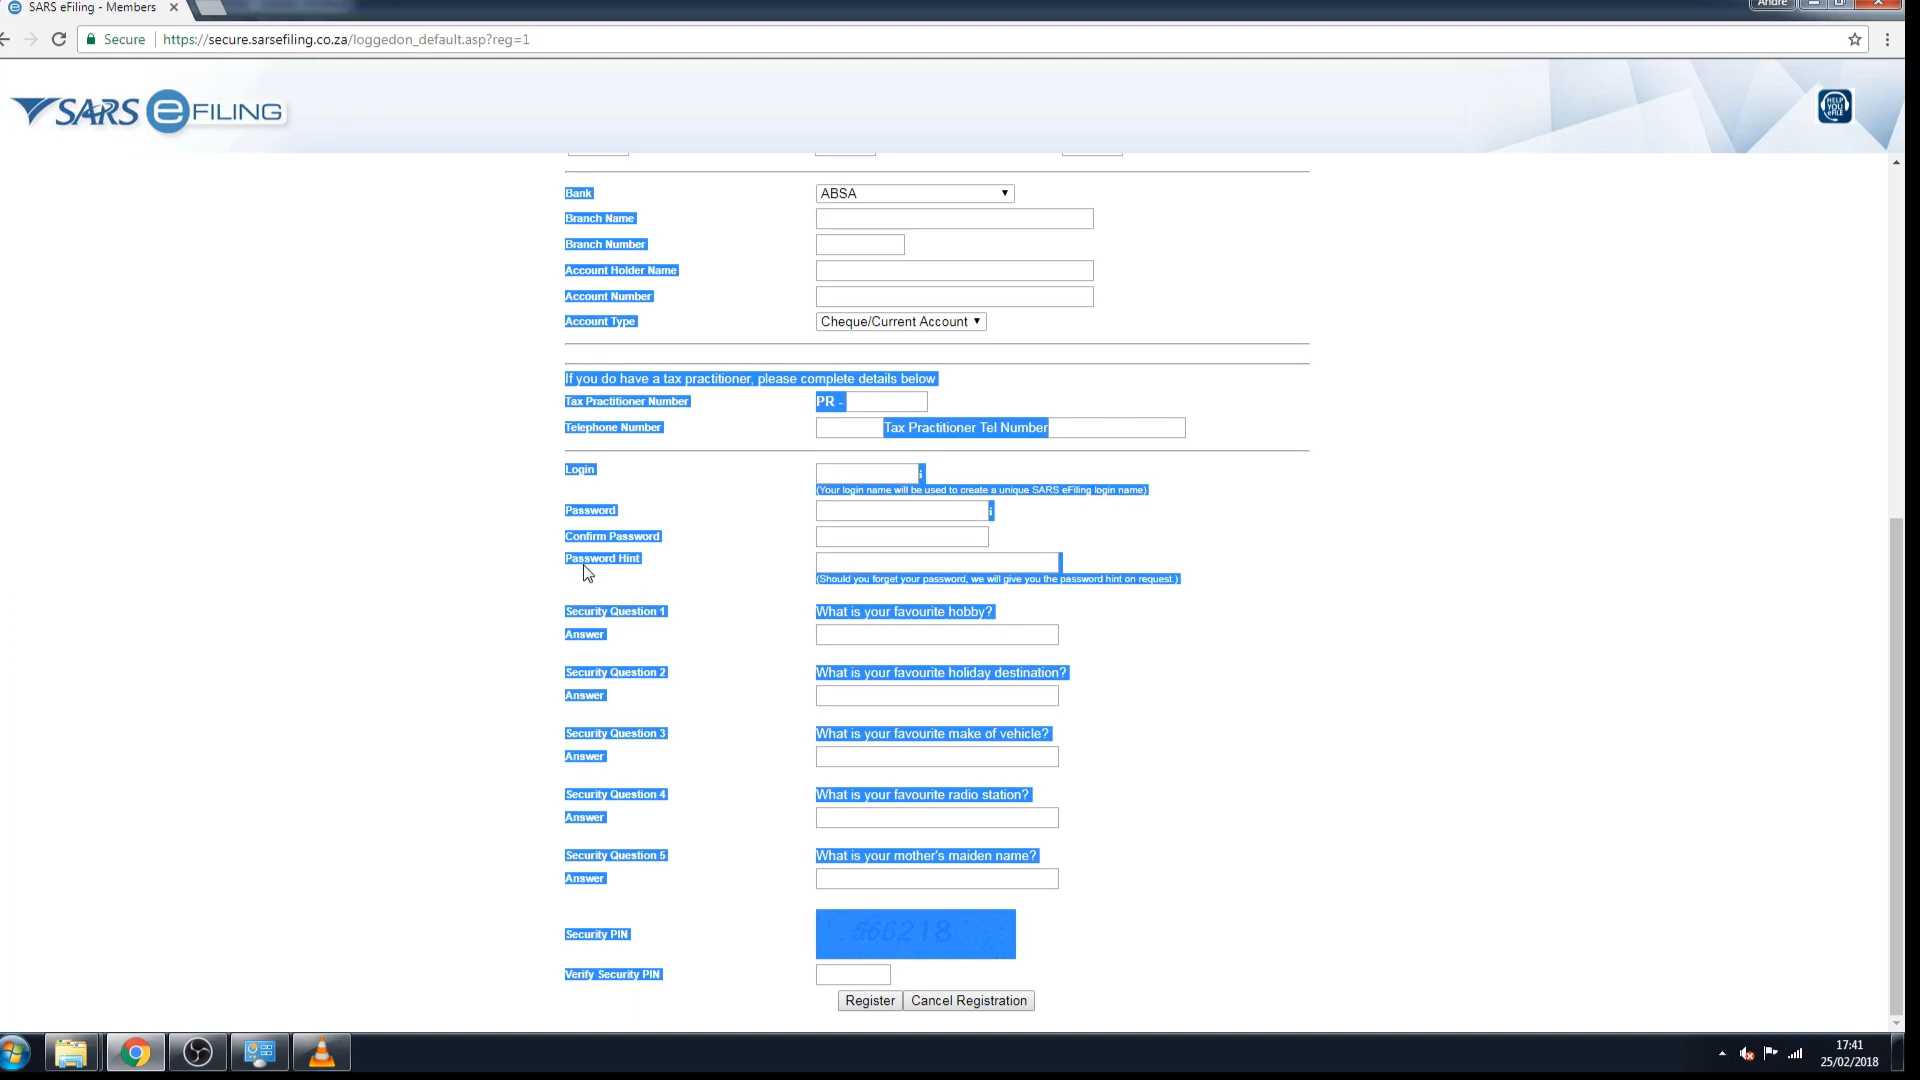 SARS eFiling - Members
Andre
Secure https://secure.sarsefiling.co.za/loggedon_default.asp?reg=1
SARS e FILING
HELP YOU eFILE
Bank ABSA
Branch Name
Branch Number
Account Holder Name
Account Number
Account Type Cheque/Current Account
If you do have a tax practitioner, please complete details below
Tax Practitioner Number PR -
Telephone Number Tax Practitioner Tel Number
Login i
(Your login name will be used to create a unique SARS eFiling login name)
Password i
Confirm Password
Password Hint
(Should you forget your password, we will give you the password hint on request.)
Security Question 1 What is your favourite hobby?
Answer
Security Question 2 What is your favourite holiday destination?
Answer
Security Question 3 What is your favourite make of vehicle?
Answer
Security Question 4 What is your favourite radio station?
Answer
Security Question 5 What is your mother's maiden name?
Answer
Security PIN 566218
Verify Security PIN
Register Cancel Registration
17:41
25/02/2018